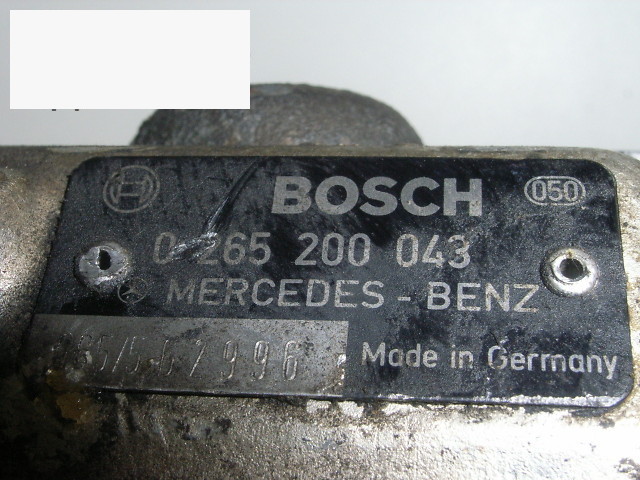 BOSCH 050
0 265 200 043
MERCEDES - BENZ
Made in Germany